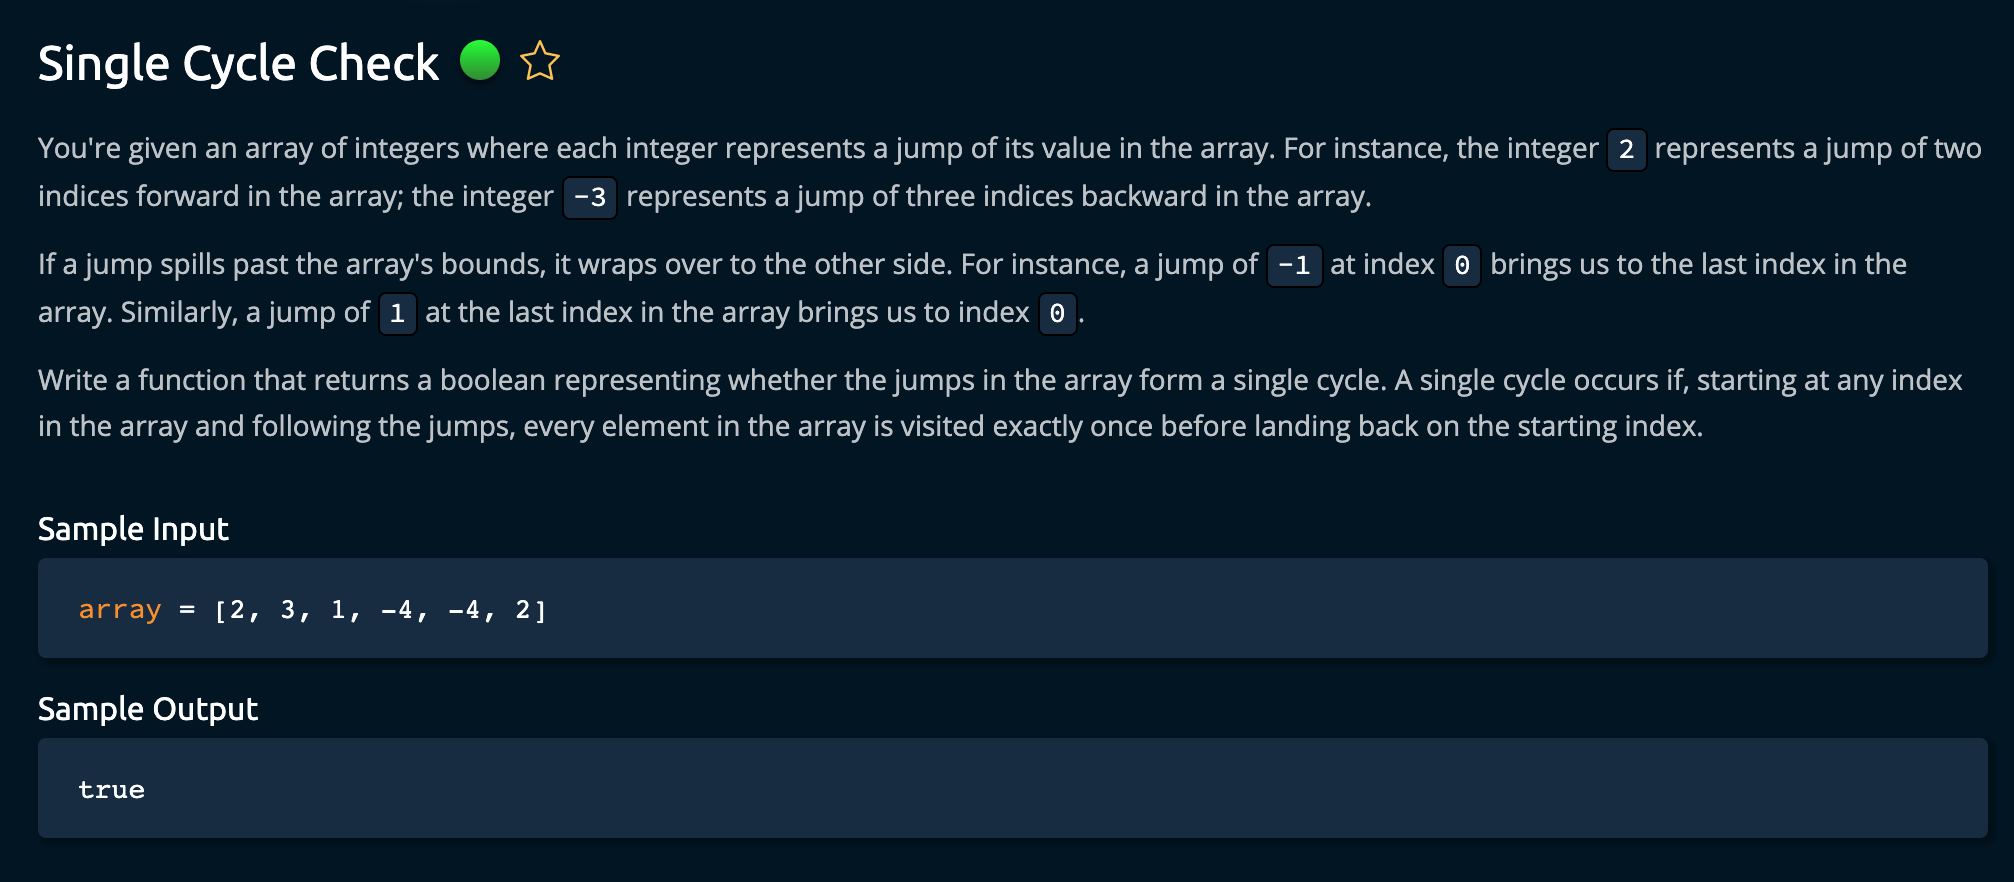 Single Cycle Check
You're given an array of integers where each integer represents a jump of its value in the array. For instance, the integer 2 represents a jump of two
indices forward in the array; the integer -3 represents a jump of three indices backward in the array.
If a jump spills past the array's bounds, it wraps over to the other side. For instance, a jump of -1 at index 0 brings us to the last index in the
array. Similarly, a jump of 1 at the last index in the array brings us to index 0.
Write a function that returns a boolean representing whether the jumps in the array form a single cycle. A single cycle occurs if, starting at any index
in the array and following the jumps, every element in the array is visited exactly once before landing back on the starting index.
Sample Input
array = [2, 3, 1, -4, -4, 2]
Sample Output
true